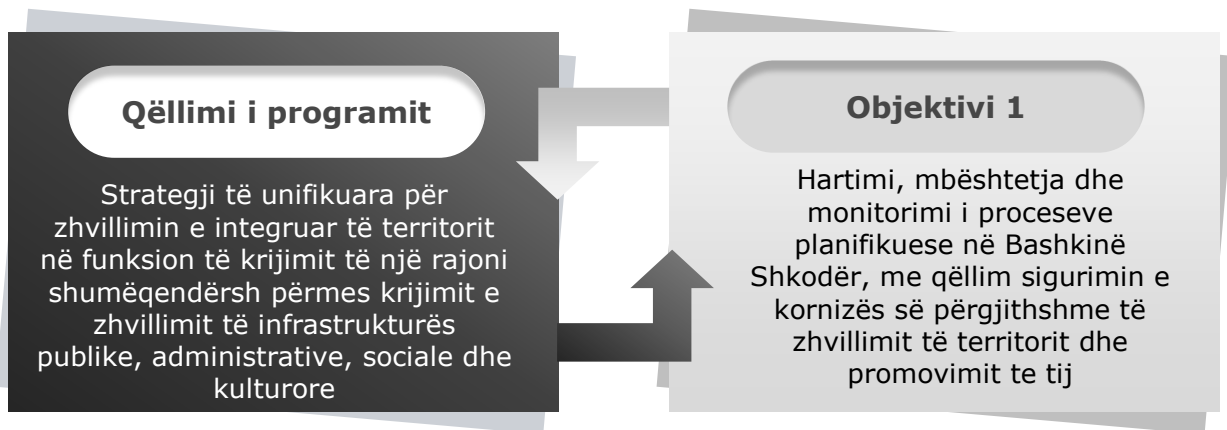 Qëllimi i programit
Strategji të unifikuara për
zhvillimin e integruar të territorit
në funksion të krijimit të një rajoni
shumëqendërsh përmes krijimit e
zhvillimit të infrastrukturës
publike, administrative, sociale dhe
kulturore
Objektivi 1
Hartimi, mbështetja dhe
monitorimi i proceseve
planifikuese në Bashkinë
Shkodër, me qëllim sigurimin e
kornizës së përgjithshme të
zhvillimit të territorit dhe
promovimit te tij